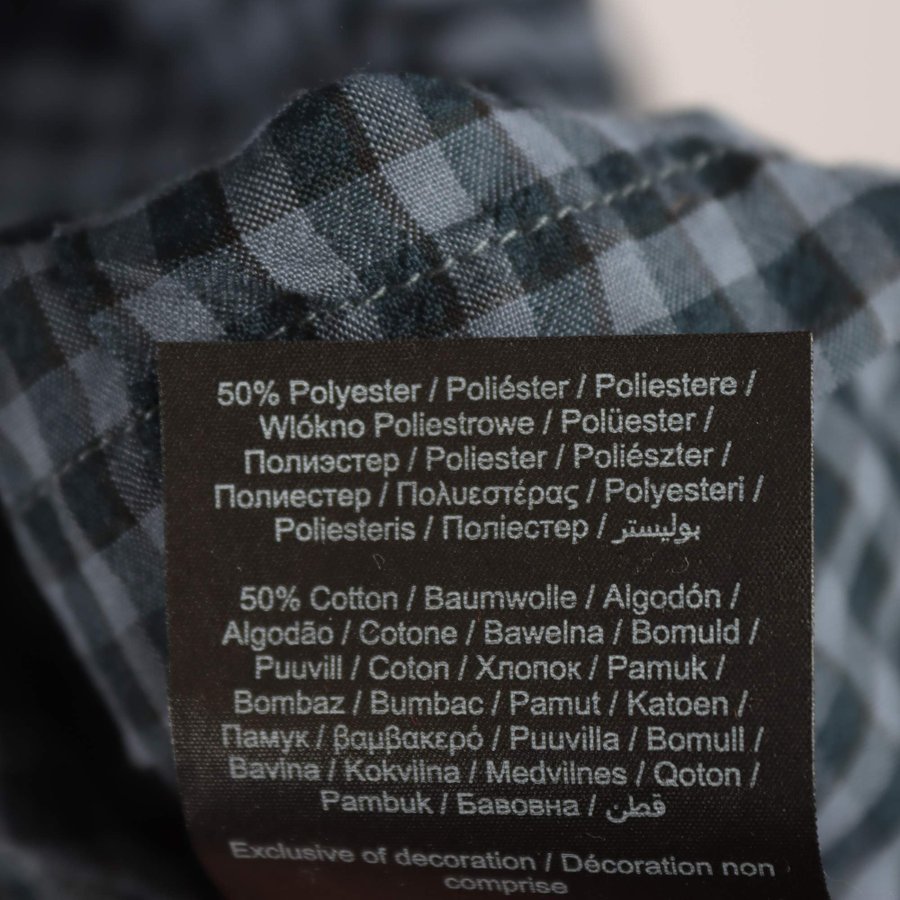 50% Polyester / Poliéster / Poliestere /
Wlókno Poliestrowe / Polüester /
Полиэстер / Poliester / Poliészter /
Полиестер / Πολυεστέρας / Polyesteri /
Poliesteris / Поліестер / بوليستر
50% Cotton / Baumwolle / Algodón /
Algodão / Cotone / Bawelna / Bomuld /
Puuvill / Coton / Хлопок / Pamuk /
Bombaz / Bumbac / Pamut / Katoen /
Памук / βαμβακερό / Puuvilla / Bomull /
Bavlna / Kokvilna / Medvilnes / Qoton /
Pambuk / Бавовна / قطن
Exclusive of decoration / Décoration non
comprise